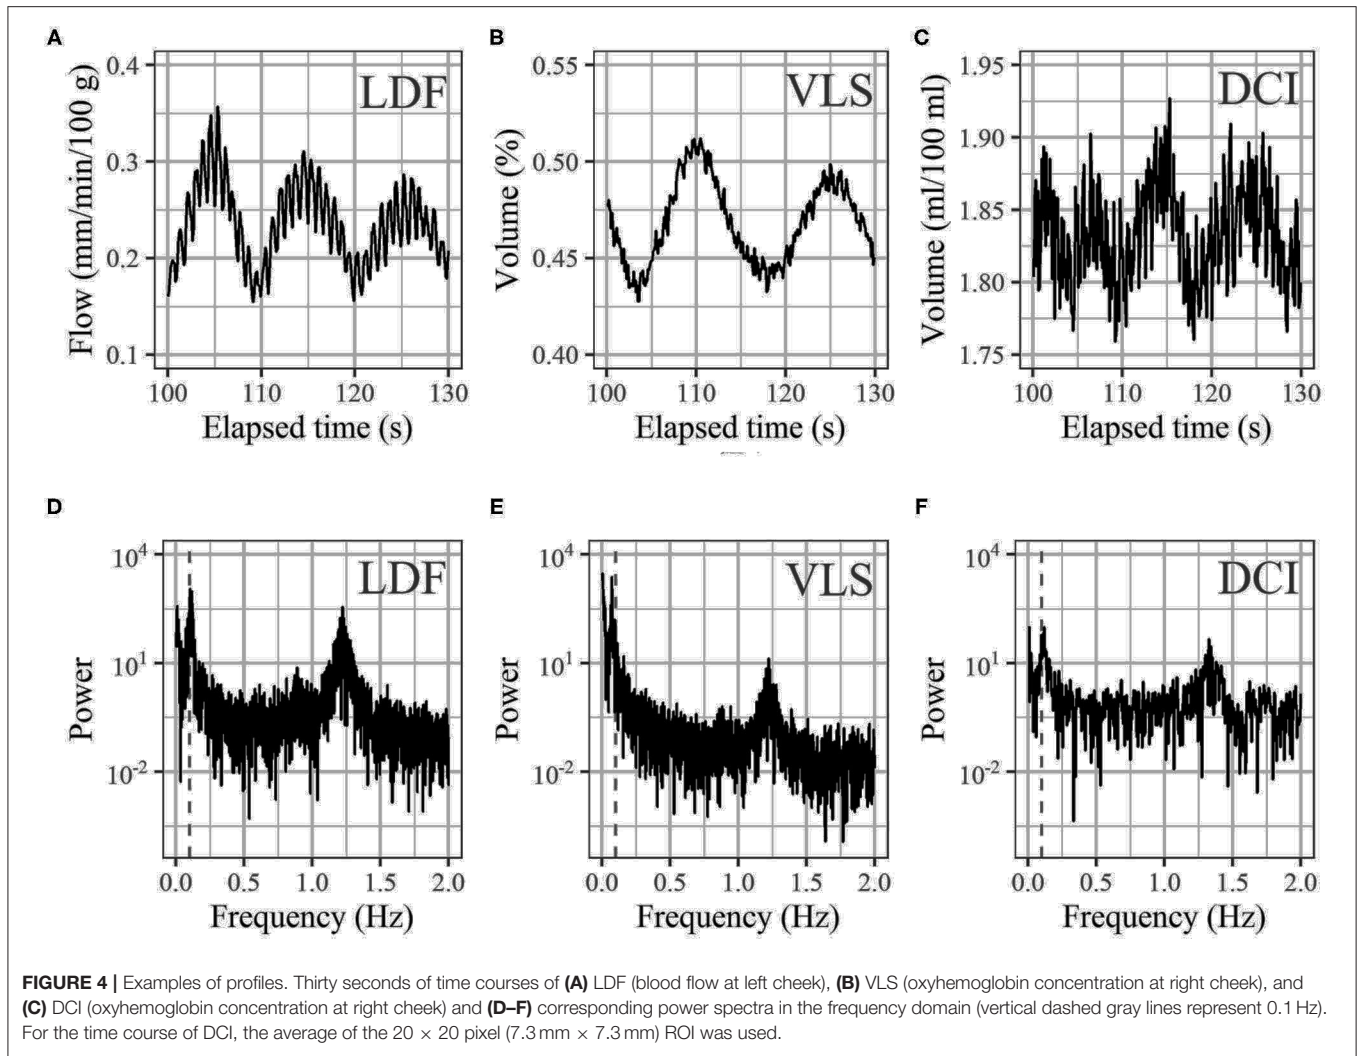 A
B
C
0.4
0.3
0.2
0.1
Flow (mm/min/100 g)
LDF
100
110
120
130
Elapsed time (s)
0.55
0.50
0.45
0.40
Volume (%)
VLS
100
110
120
130
Elapsed time (s)
1.95
1.90
1.85
1.80
1.75
Volume (ml/100 ml)
DCI
100
110
120
130
Elapsed time (s)
D
E
F
10^4
10^1
10^-2
Power
LDF
0.0
0.5
1.0
1.5
2.0
Frequency (Hz)
10^4
10^1
10^-2
Power
VLS
0.0
0.5
1.0
1.5
2.0
Frequency (Hz)
10^4
10^1
10^-2
Power
DCI
0.0
0.5
1.0
1.5
2.0
Frequency (Hz)
FIGURE 4 | Examples of profiles. Thirty seconds of time courses of (A) LDF (blood flow at left cheek), (B) VLS (oxyhemoglobin concentration at right cheek), and
(C) DCI (oxyhemoglobin concentration at right cheek) and (D–F) corresponding power spectra in the frequency domain (vertical dashed gray lines represent 0.1 Hz).
For the time course of DCI, the average of the 20 × 20 pixel (7.3 mm × 7.3 mm) ROI was used.